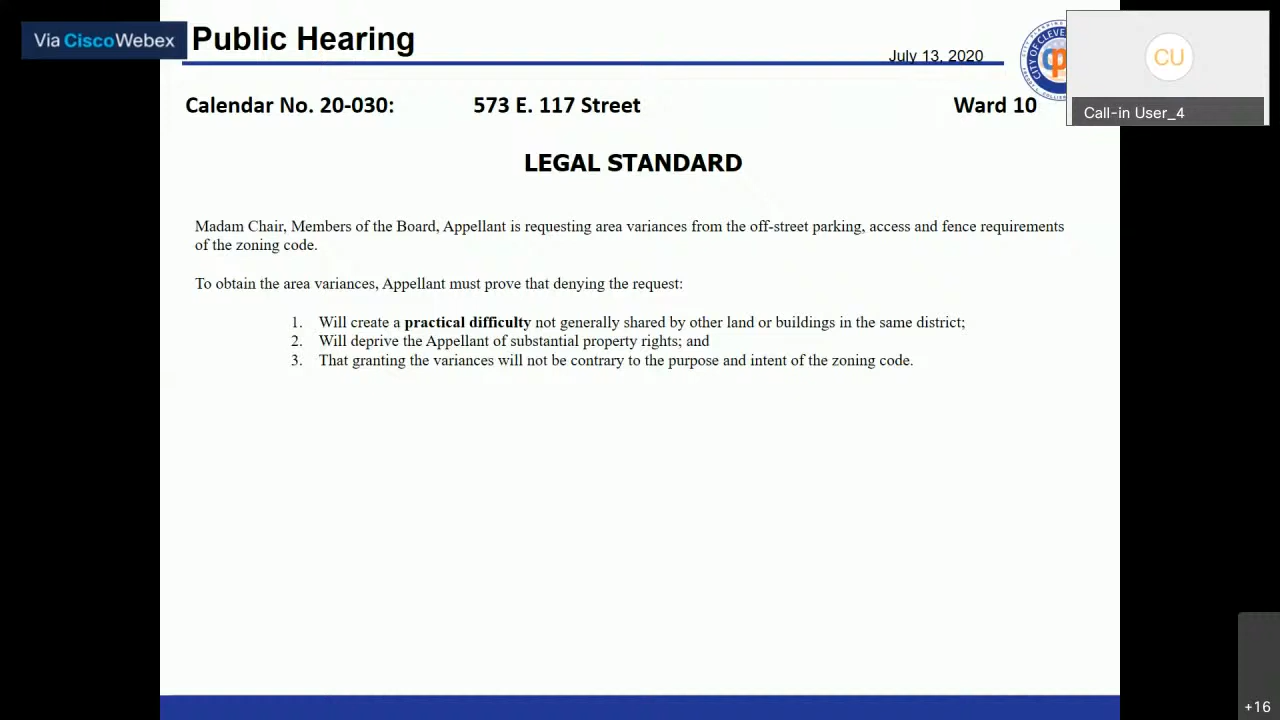 Via CiscoWebex
Public Hearing
July 13, 2020
CU
Call-in User_4
Calendar No. 20-030: 573 E. 117 Street Ward 10
LEGAL STANDARD
Madam Chair, Members of the Board, Appellant is requesting area variances from the off-street parking, access and fence requirements
of the zoning code.
To obtain the area variances, Appellant must prove that denying the request:
1. Will create a practical difficulty not generally shared by other land or buildings in the same district;
2. Will deprive the Appellant of substantial property rights; and
3. That granting the variances will not be contrary to the purpose and intent of the zoning code.
+16